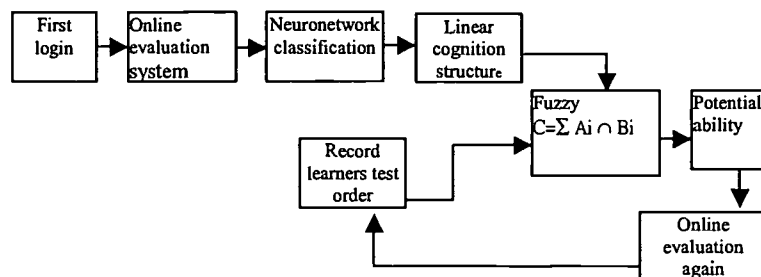 First
login
Online
evaluation
system
Neuronetwork
classification
Linear
cognition
structure
Fuzzy
C=∑ Ai ∩ Bi
Potential
ability
Record
learners test
order
Online
evaluation
again